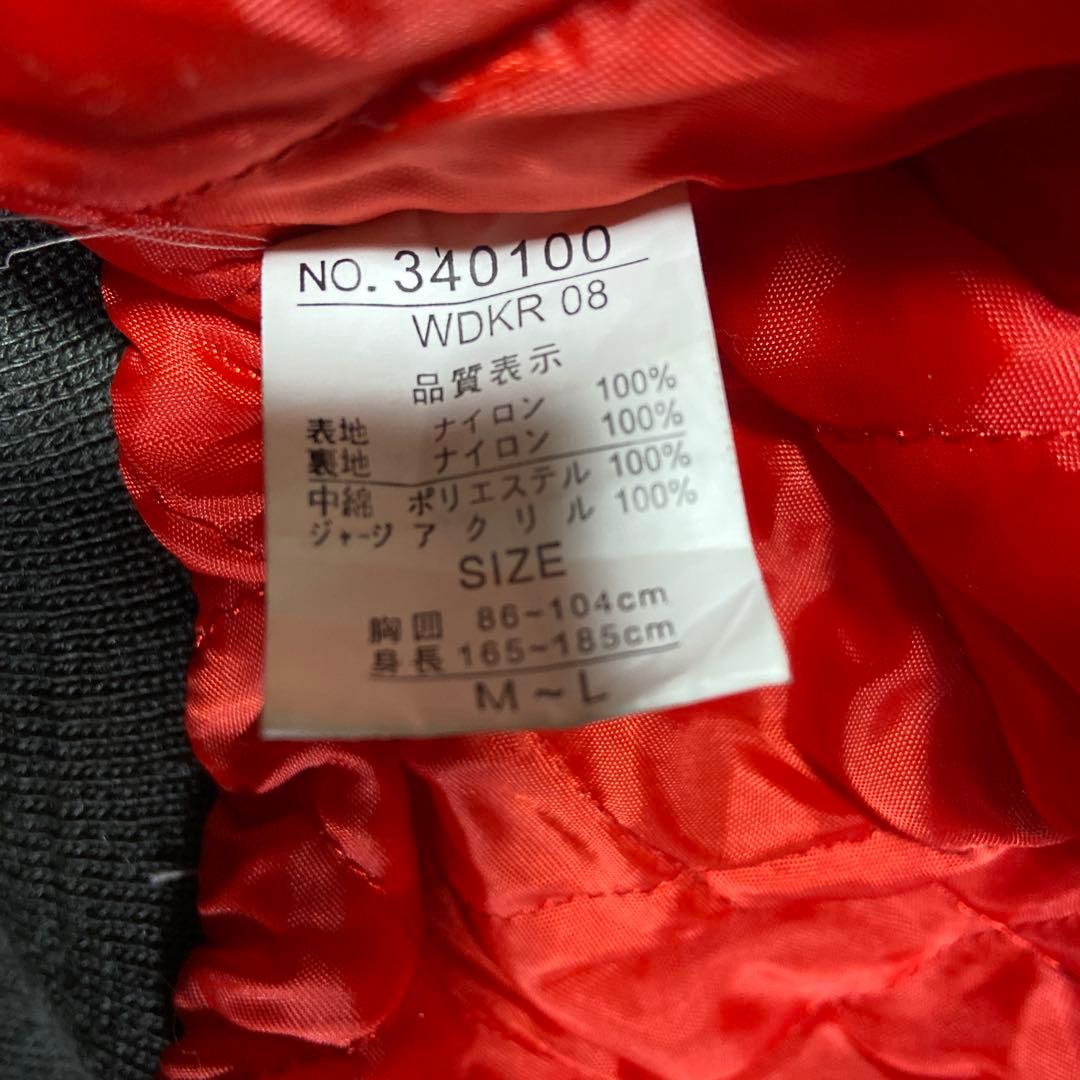 NO. 340100
WDKR 08
品質表示
表地 ナイロン 100%
裏地 ナイロン 100%
中綿 ポリエステル 100%
ジャージ アクリル 100%
SIZE
胸囲 86~104cm
身長 165~185cm
M~L